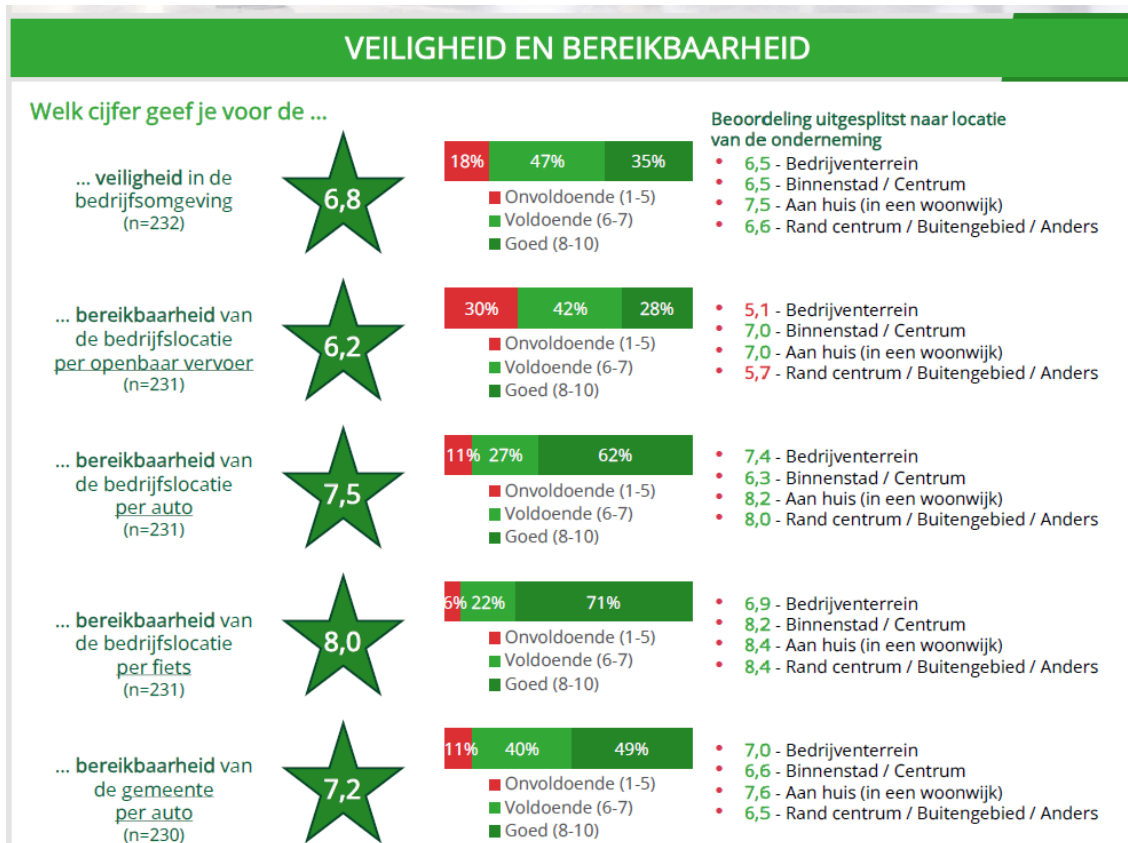 VEILIGHEID EN BEREIKBAARHEID
Welk cijfer geef je voor de ...
Beoordeling uitgesplitst naar locatie
van de onderneming
... veiligheid in de
bedrijfsomgeving
(n=232)
6,8
18% 47% 35%
Onvoldoende (1-5)
Voldoende (6-7)
Goed (8-10)
• 6,5 - Bedrijventerrein
• 6,5 - Binnenstad / Centrum
• 7,5 - Aan huis (in een woonwijk)
• 6,6 - Rand centrum / Buitengebied / Anders
... bereikbaarheid van
de bedrijfslocatie
per openbaar vervoer
(n=231)
6,2
30% 42% 28%
Onvoldoende (1-5)
Voldoende (6-7)
Goed (8-10)
• 5,1 - Bedrijventerrein
• 7,0 - Binnenstad / Centrum
• 7,0 - Aan huis (in een woonwijk)
• 5,7 - Rand centrum / Buitengebied / Anders
... bereikbaarheid van
de bedrijfslocatie
per auto
(n=231)
7,5
11% 27% 62%
Onvoldoende (1-5)
Voldoende (6-7)
Goed (8-10)
• 7,4 - Bedrijventerrein
• 6,3 - Binnenstad / Centrum
• 8,2 - Aan huis (in een woonwijk)
• 8,0 - Rand centrum / Buitengebied / Anders
... bereikbaarheid van
de bedrijfslocatie
per fiets
(n=231)
8,0
6% 22% 71%
Onvoldoende (1-5)
Voldoende (6-7)
Goed (8-10)
• 6,9 - Bedrijventerrein
• 8,2 - Binnenstad / Centrum
• 8,4 - Aan huis (in een woonwijk)
• 8,4 - Rand centrum / Buitengebied / Anders
... bereikbaarheid van
de gemeente
per auto
(n=230)
7,2
11% 40% 49%
Onvoldoende (1-5)
Voldoende (6-7)
Goed (8-10)
• 7,0 - Bedrijventerrein
• 6,6 - Binnenstad / Centrum
• 7,6 - Aan huis (in een woonwijk)
• 6,5 - Rand centrum / Buitengebied / Anders